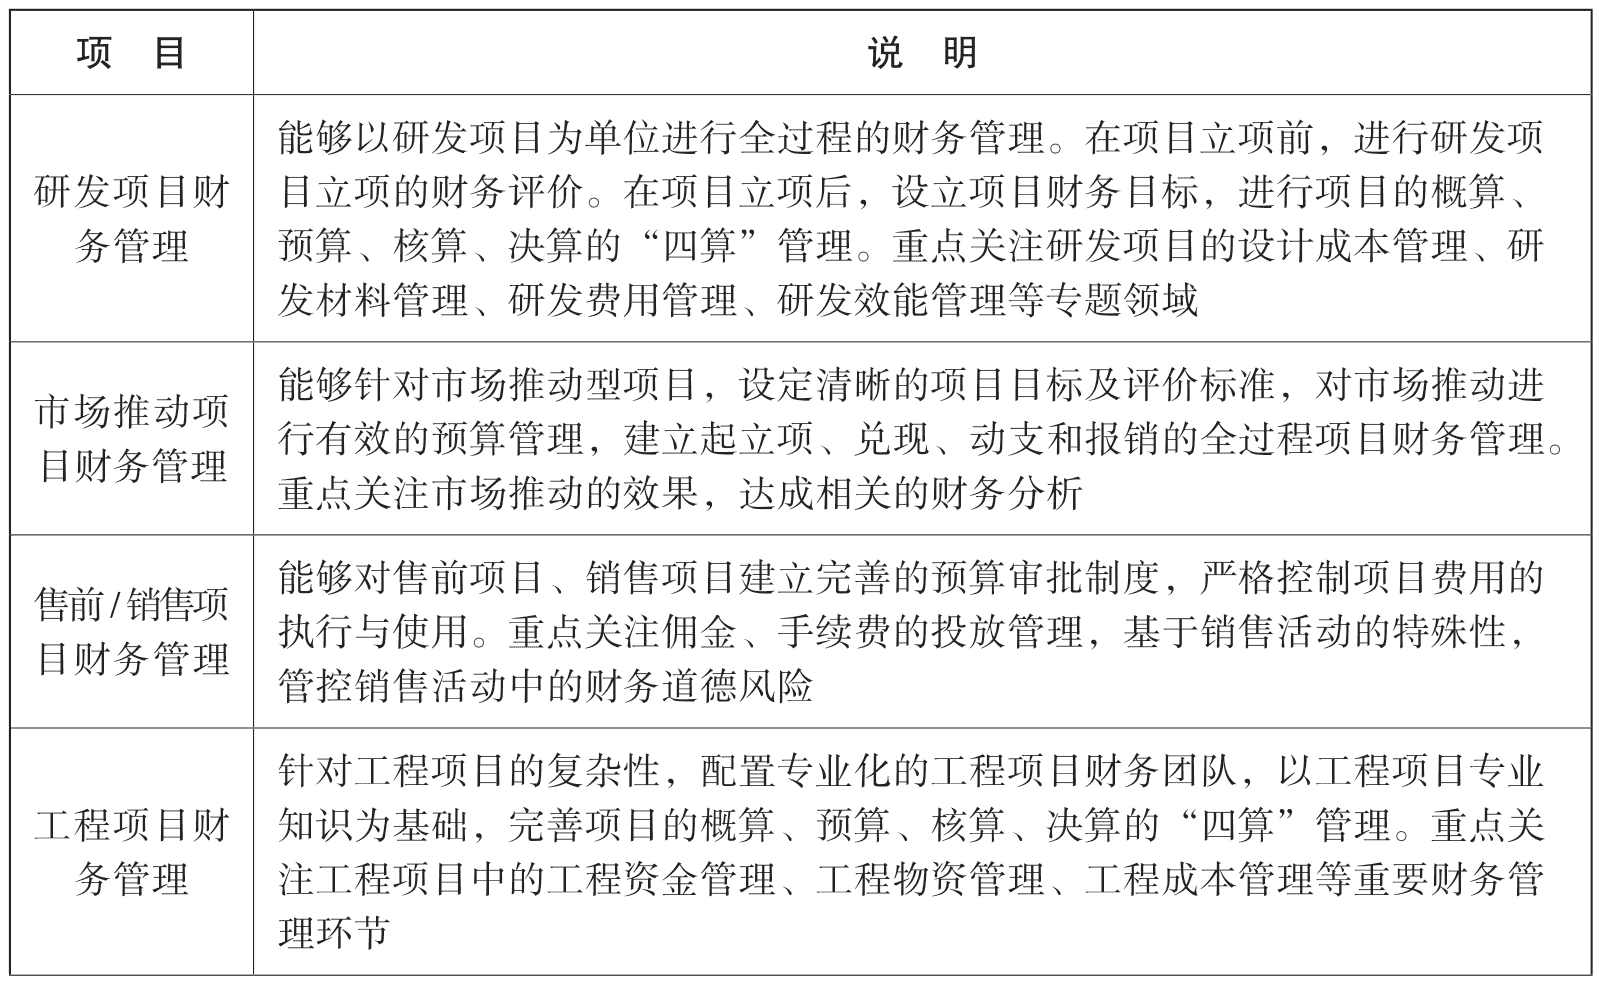 项 目
说 明
研发项目财
务管理
能够以研发项目为单位进行全过程的财务管理。在项目立项前，进行研发项
目立项的财务评价。在项目立项后，设立项目财务目标，进行项目的概算、
预算、核算、决算的“四算”管理。重点关注研发项目的设计成本管理、研
发材料管理、研发费用管理、研发效能管理等专题领域
市场推动项
目财务管理
能够针对市场推动型项目，设定清晰的项目目标及评价标准，对市场推动进
行有效的预算管理，建立起立项、兑现、动支和报销的全过程项目财务管理。
重点关注市场推动的效果，达成相关的财务分析
售前/销售项
目财务管理
能够对售前项目、销售项目建立完善的预算审批制度，严格控制项目费用的
执行与使用。重点关注佣金、手续费的投放管理，基于销售活动的特殊性，
管控销售活动中的财务道德风险
工程项目财
务管理
针对工程项目的复杂性，配置专业化的工程项目财务团队，以工程项目专业
知识为基础，完善项目的概算、预算、核算、决算的“四算”管理。重点关
注工程项目中的工程资金管理、工程物资管理、工程成本管理等重要财务管
理环节